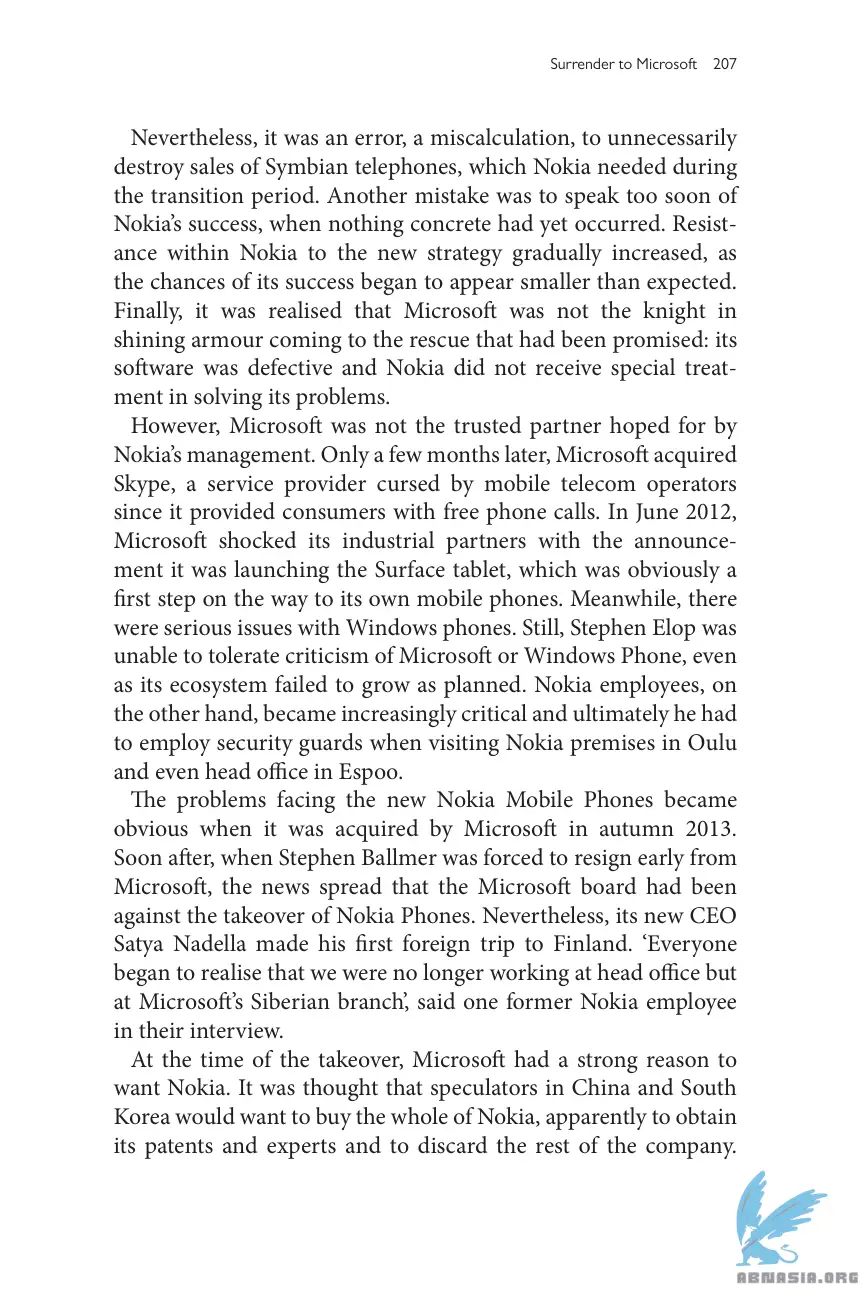 Surrender to Microsoft 207
Nevertheless, it was an error, a miscalculation, to unnecessarily
destroy sales of Symbian telephones, which Nokia needed during
the transition period. Another mistake was to speak too soon of
Nokia’s success, when nothing concrete had yet occurred. Resist-
ance within Nokia to the new strategy gradually increased, as
the chances of its success began to appear smaller than expected.
Finally, it was realised that Microsoft was not the knight in
shining armour coming to the rescue that had been promised: its
software was defective and Nokia did not receive special treat-
ment in solving its problems.
However, Microsoft was not the trusted partner hoped for by
Nokia’s management. Only a few months later, Microsoft acquired
Skype, a service provider cursed by mobile telecom operators
since it provided consumers with free phone calls. In June 2012,
Microsoft shocked its industrial partners with the announce-
ment it was launching the Surface tablet, which was obviously a
first step on the way to its own mobile phones. Meanwhile, there
were serious issues with Windows phones. Still, Stephen Elop was
unable to tolerate criticism of Microsoft or Windows Phone, even
as its ecosystem failed to grow as planned. Nokia employees, on
the other hand, became increasingly critical and ultimately he had
to employ security guards when visiting Nokia premises in Oulu
and even head office in Espoo.
The problems facing the new Nokia Mobile Phones became
obvious when it was acquired by Microsoft in autumn 2013.
Soon after, when Stephen Ballmer was forced to resign early from
Microsoft, the news spread that the Microsoft board had been
against the takeover of Nokia Phones. Nevertheless, its new CEO
Satya Nadella made his first foreign trip to Finland. ‘Everyone
began to realise that we were no longer working at head office but
at Microsoft’s Siberian branch’, said one former Nokia employee
in their interview.
At the time of the takeover, Microsoft had a strong reason to
want Nokia. It was thought that speculators in China and South
Korea would want to buy the whole of Nokia, apparently to obtain
its patents and experts and to discard the rest of the company.
ABNASIA.ORG